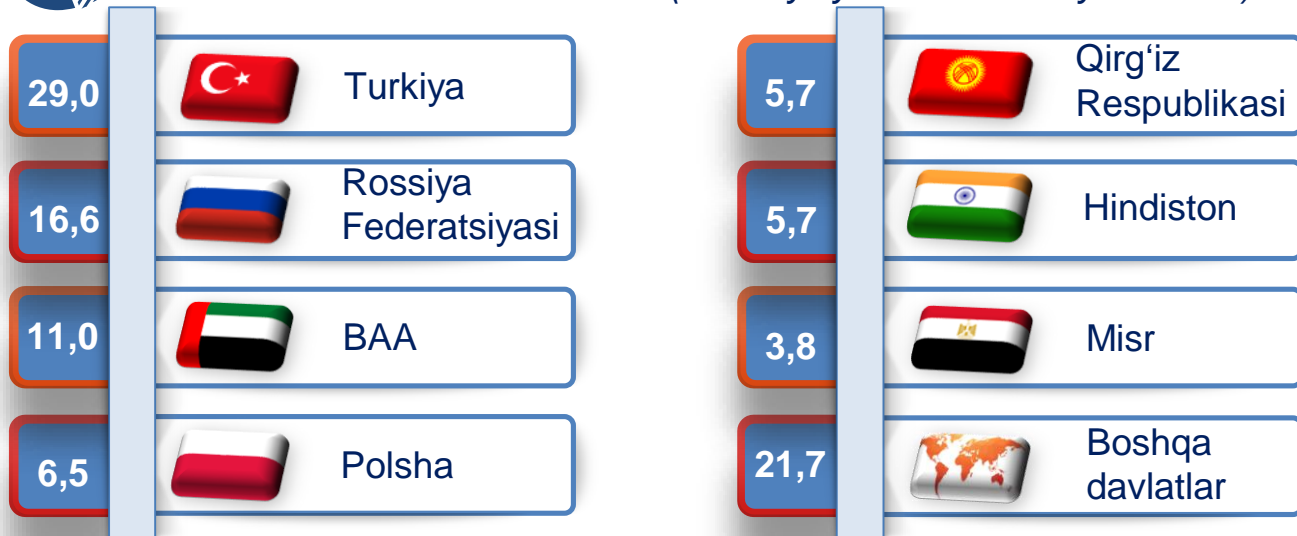 29,0
Turkiya
16,6
Rossiya
Federatsiyasi
11,0
BAA
6,5
Polsha
5,7
Qirg‘iz
Respublikasi
5,7
Hindiston
3,8
Misr
21,7
Boshqa
davlatlar